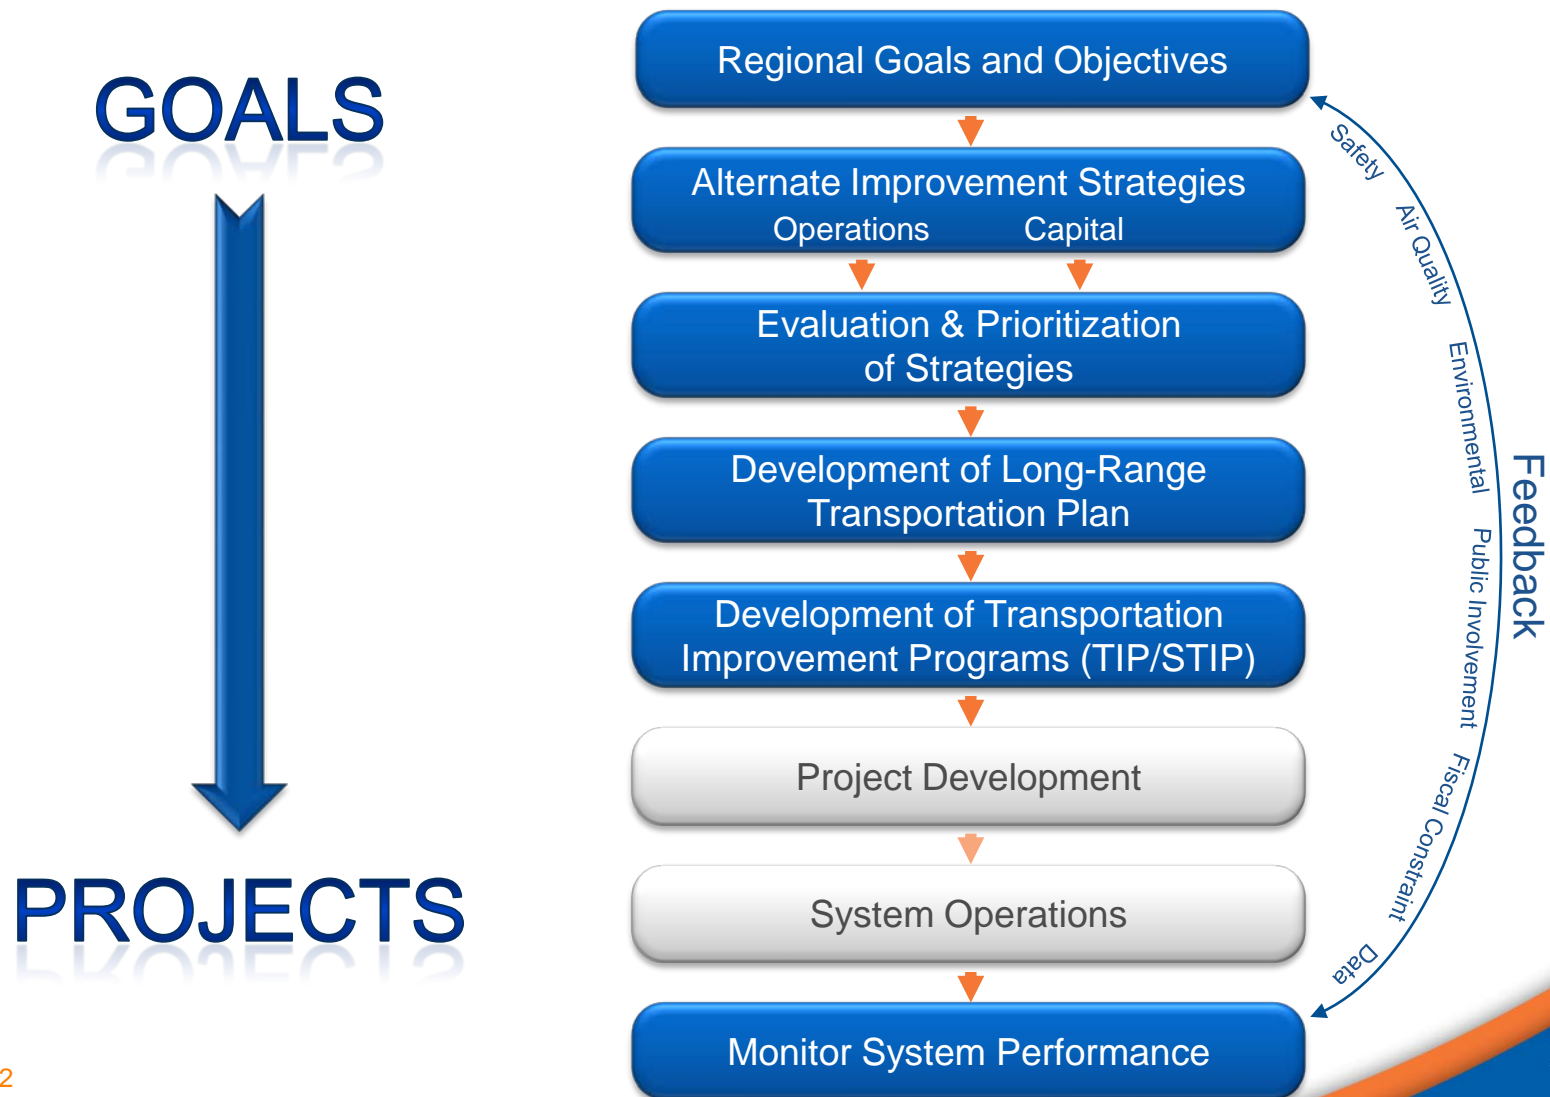 GOALS
PROJECTS
Regional Goals and Objectives
Alternate Improvement Strategies
Operations Capital
Evaluation & Prioritization
of Strategies
Development of Long-Range
Transportation Plan
Development of Transportation
Improvement Programs (TIP/STIP)
Project Development
System Operations
Monitor System Performance
Safety
Air Quality
Environmental
Public Involvement
Fiscal Constraint
Data
Feedback
2